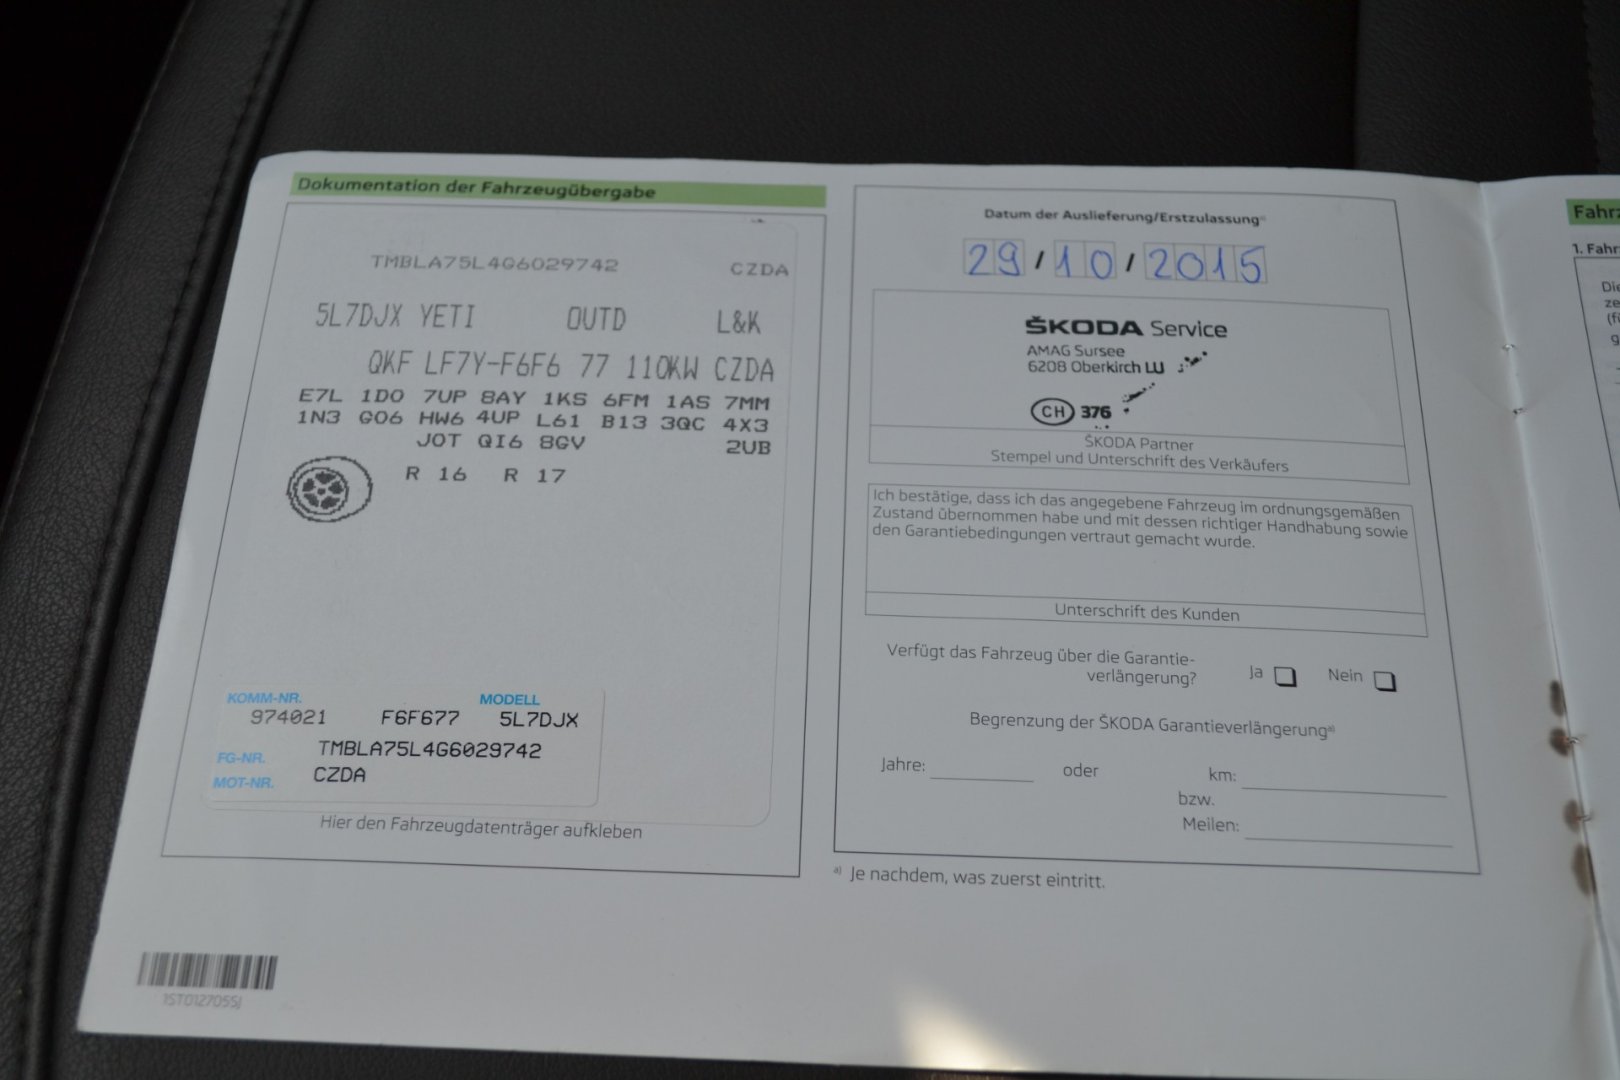 Dokumentation der Fahrzeugübergabe
TMBLA75L4G6029742 CZDA
5L7DJX YETI OUTD L&K
QKF LF7Y-F6F6 77 110KW CZDA
E7L 1D0 7UP 8AY 1KS 6FM 1AS 7MM
1N3 G06 HW6 4UP L61 B13 3QC 4X3
J0T QI6 8GV 2UB
R 16 R 17
KOMM-NR. MODELL
974021 F6F677 5L7DJX
FG-NR. TMBLA75L4G6029742
MOT-NR. CZDA
Hier den Fahrzeugdatenträger aufkleben
1ST012705SJ
Datum der Auslieferung/Erstzulassung a)
29/10/2015
ŠKODA Service
AMAG Sursee
6208 Oberkirch LU
CH 376
ŠKODA Partner
Stempel und Unterschrift des Verkäufers
Ich bestätige, dass ich das angegebene Fahrzeug im ordnungsgemäßen
Zustand übernommen habe und mit dessen richtiger Handhabung sowie
den Garantiebedingungen vertraut gemacht wurde.
Unterschrift des Kunden
Verfügt das Fahrzeug über die Garantie-
verlängerung? Ja Nein
Begrenzung der ŠKODA Garantieverlängerung a)
Jahre: oder km:
bzw.
Meilen:
a) Je nachdem, was zuerst eintritt.
1. Fahr